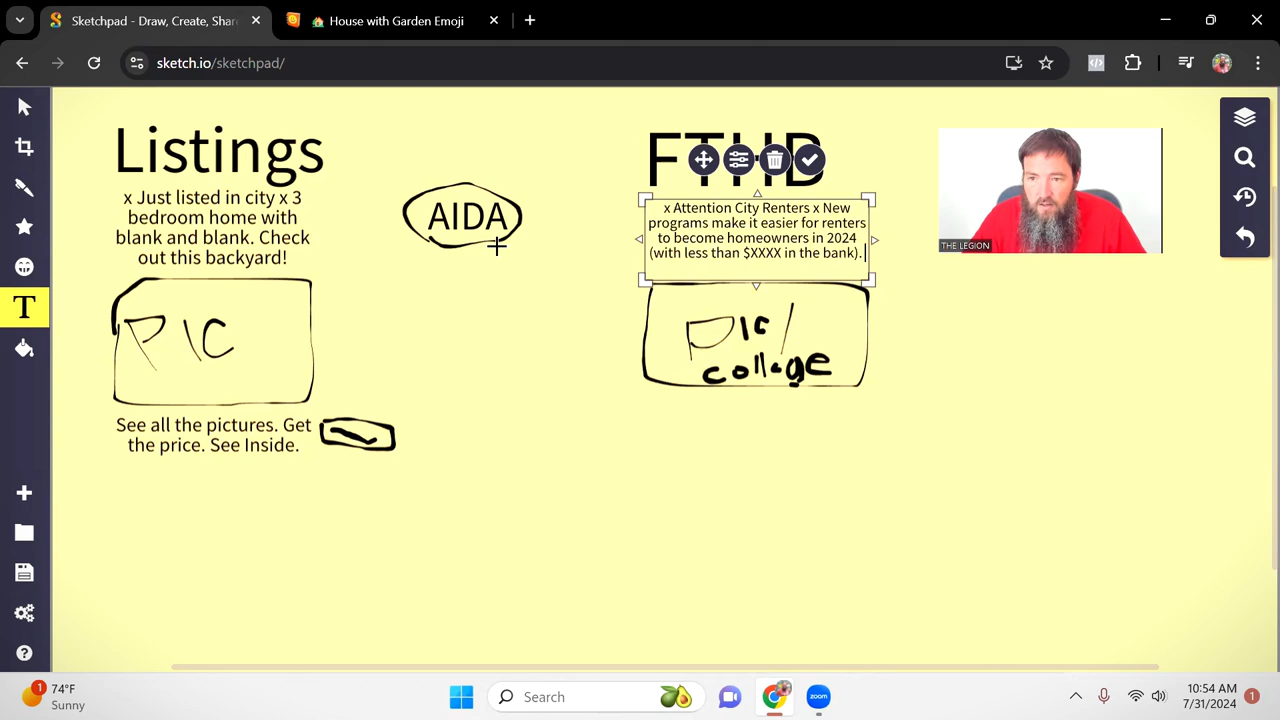 Sketchpad - Draw, Create, Shar
House with Garden Emoji
sketch.io/sketchpad/
Listings
x Just listed in city x 3
bedroom home with
blank and blank. Check
out this backyard!
PIC
See all the pictures. Get
the price. See Inside.
AIDA
FTHB
x Attention City Renters x New
programs make it easier for renters
to become homeowners in 2024
(with less than $XXXX in the bank).
PIC/
collage
THE LEGION
T
1
74°F
Sunny
Search
zoom
10:54 AM
7/31/2024
1